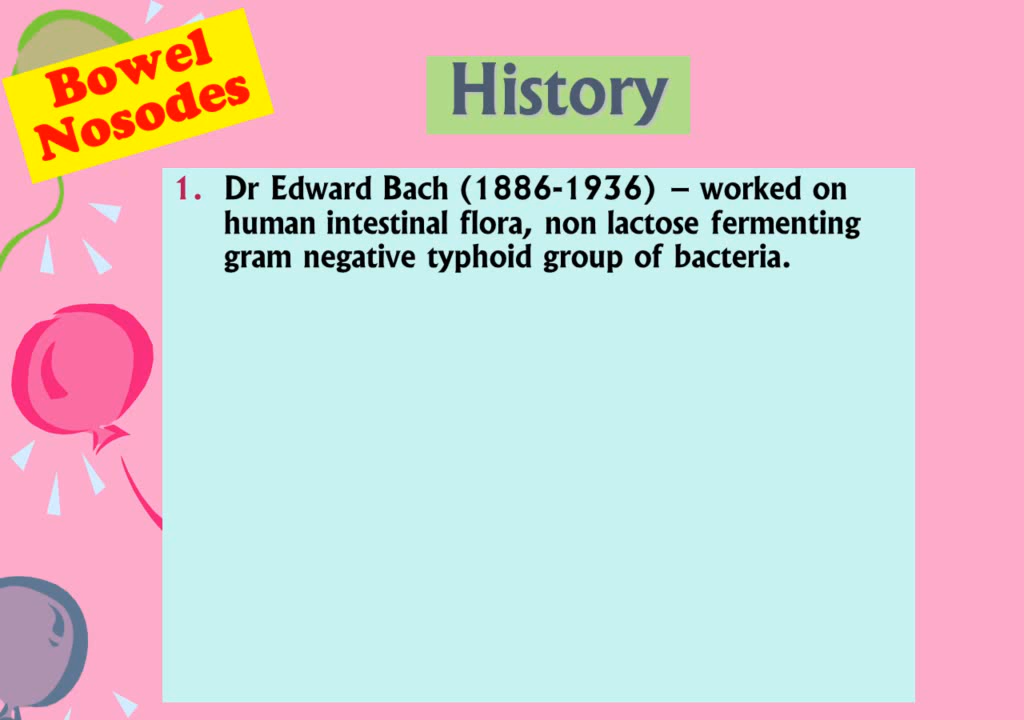 Bowel
Nosodes
History
1. Dr Edward Bach (1886-1936) – worked on
human intestinal flora, non lactose fermenting
gram negative typhoid group of bacteria.